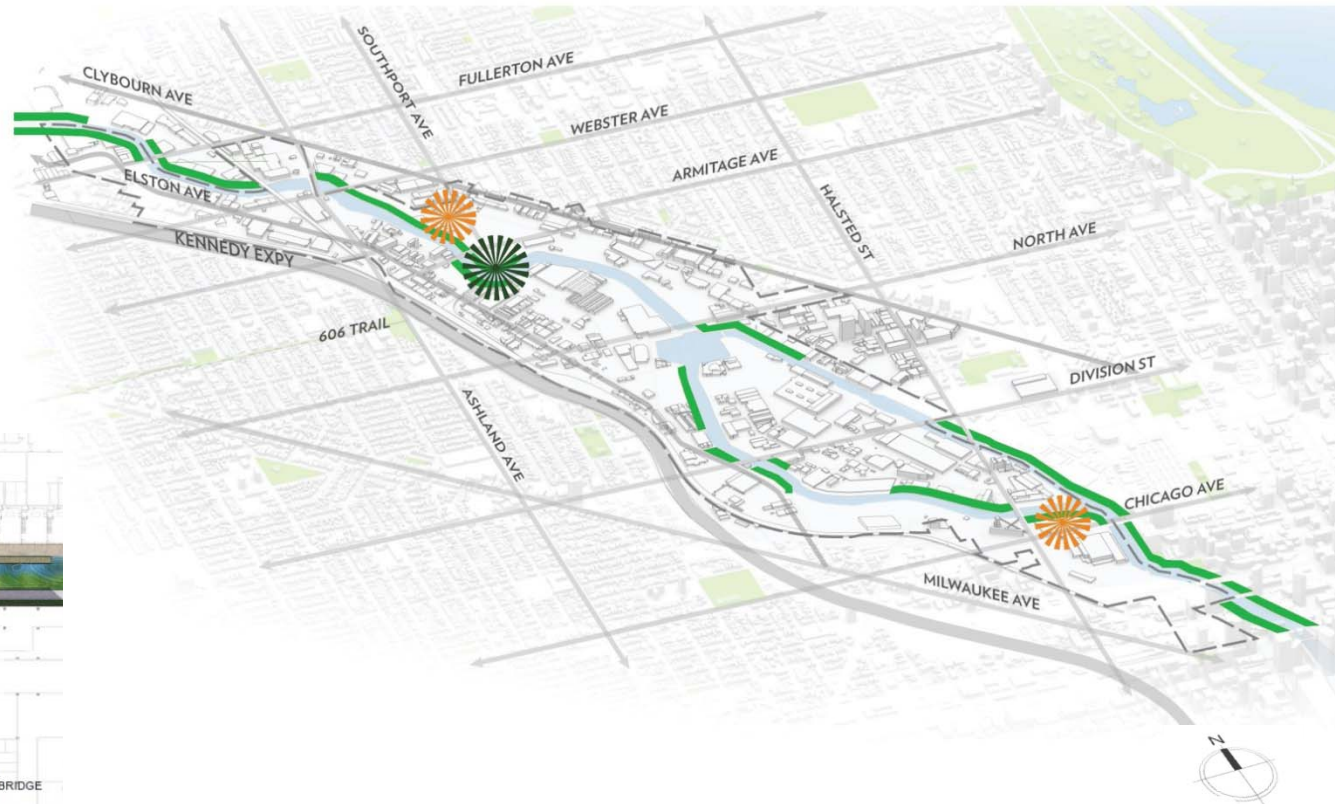 CLYBOURN AVE
SOUTHPORT AVE
FULLERTON AVE
WEBSTER AVE
ARMITAGE AVE
ELSTON AVE
HALSTED ST
KENNEDY EXPY
NORTH AVE
606 TRAIL
DIVISION ST
ASHLAND AVE
CHICAGO AVE
MILWAUKEE AVE
N
BRIDGE